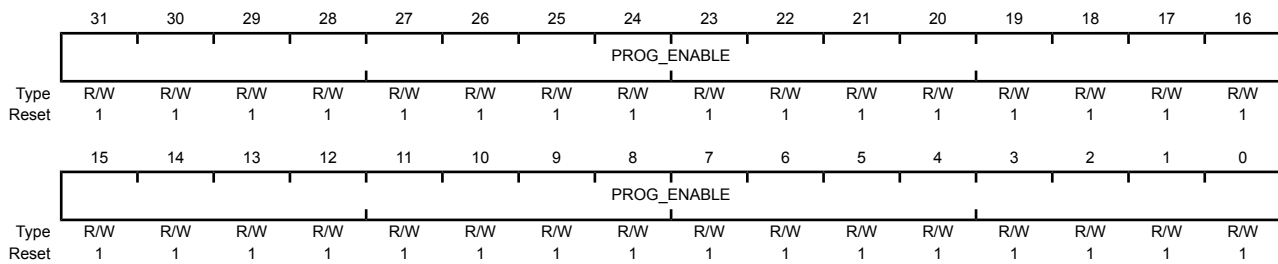 31 30 29 28 27 26 25 24 23 22 21 20 19 18 17 16
PROG_ENABLE
Type R/W R/W R/W R/W R/W R/W R/W R/W R/W R/W R/W R/W R/W R/W R/W R/W
Reset 1 1 1 1 1 1 1 1 1 1 1 1 1 1 1 1
15 14 13 12 11 10 9 8 7 6 5 4 3 2 1 0
PROG_ENABLE
Type R/W R/W R/W R/W R/W R/W R/W R/W R/W R/W R/W R/W R/W R/W R/W R/W
Reset 1 1 1 1 1 1 1 1 1 1 1 1 1 1 1 1